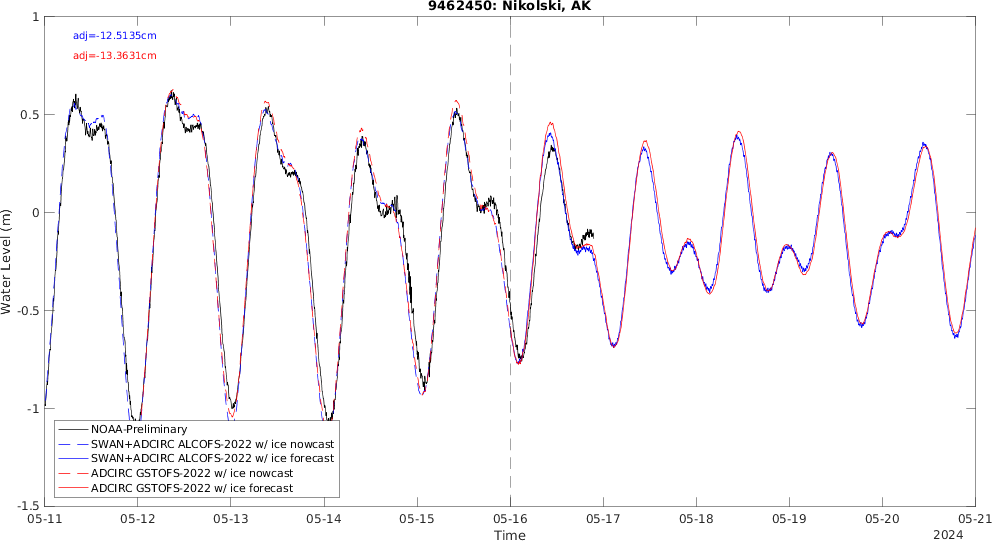 9462450: Nikolski, AK
adj=-12.5135cm
adj=-13.3631cm
1
0.5
0
-0.5
-1
-1.5
Water Level (m)
NOAA-Preliminary
SWAN+ADCIRC ALCOFS-2022 w/ ice nowcast
SWAN+ADCIRC ALCOFS-2022 w/ ice forecast
ADCIRC GSTOFS-2022 w/ ice nowcast
ADCIRC GSTOFS-2022 w/ ice forecast
05-11 05-12 05-13 05-14 05-15 05-16 05-17 05-18 05-19 05-20 05-21
Time
2024